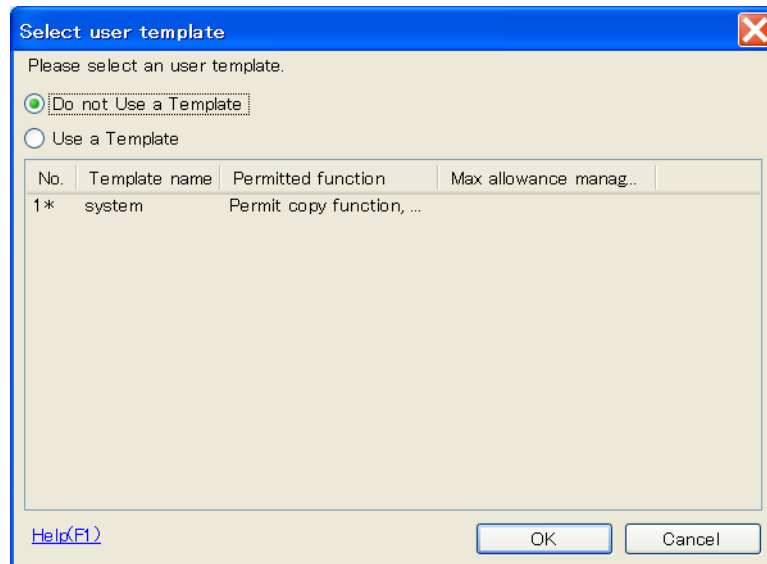 Select user template
Please select an user template.
Do not Use a Template
Use a Template
No. Template name Permitted function Max allowance manag...
1* system Permit copy function, ...
Help(F1) OK Cancel